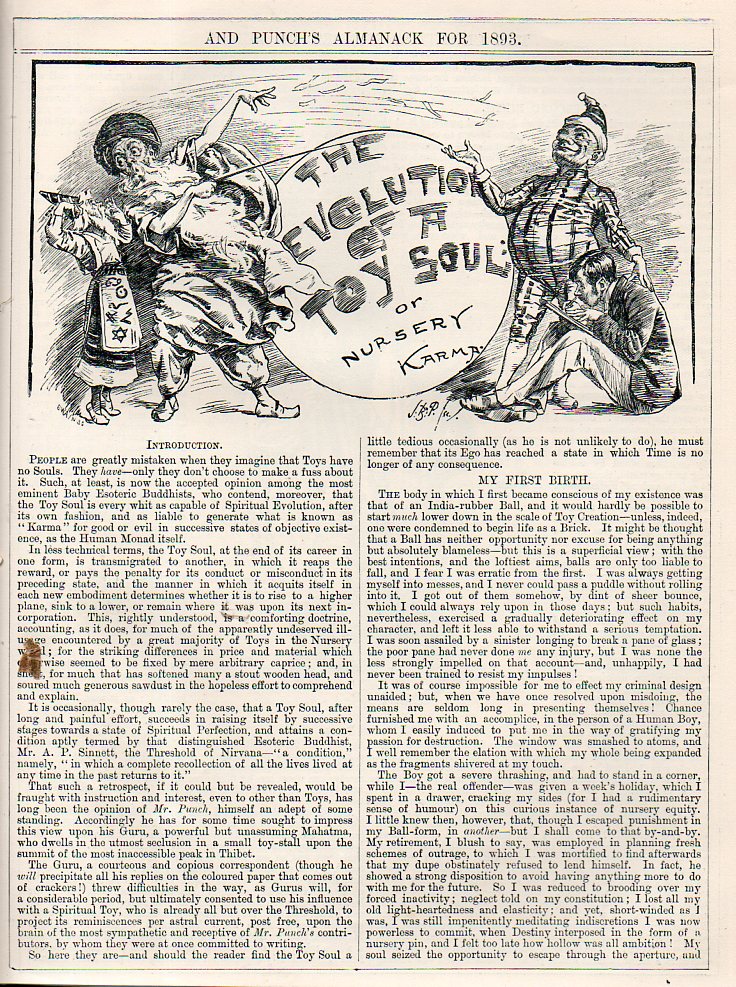 AND PUNCH'S ALMANACK FOR 1893.
THE
EVOLUTION
OF A
TOY SOUL:
or
NURSERY
KARMA.
J.B.P.
INTRODUCTION.
PEOPLE are greatly mistaken when they imagine that Toys have
no Souls. They have—only they don't choose to make a fuss about
it. Such, at least, is now the accepted opinion among the most
eminent Baby Esoteric Buddhists, who contend, moreover, that
the Toy Soul is every whit as capable of Spiritual Evolution, after
its own fashion, and as liable to generate what is known as
"Karma" for good or evil in successive states of objective exist-
ence, as the Human Monad itself.
In less technical terms, the Toy Soul, at the end of its career in
one form, is transmigrated to another, in which it reaps the
reward, or pays the penalty for its conduct or misconduct in its
preceding state, and the manner in which it acquits itself in
each new embodiment determines whether it is to rise to a higher
plane, sink to a lower, or remain where it was upon its next in-
corporation. This, rightly understood, is a comforting doctrine,
accounting, as it does, for much of the apparently undeserved ill-
encountered by a great majority of Toys in the Nursery
; for the striking differences in price and material which
wise seemed to be fixed by mere arbitrary caprice; and, in
, for much that has softened many a stout wooden head, and
soured much generous sawdust in the hopeless effort to comprehend
and explain.
It is occasionally, though rarely the case, that a Toy Soul, after
long and painful effort, succeeds in raising itself by successive
stages towards a state of Spiritual Perfection, and attains a con-
dition aptly termed by that distinguished Esoteric Buddhist,
Mr. A. P. Sinnett, the Threshold of Nirvana—"a condition,"
namely, "in which a complete recollection of all the lives lived at
any time in the past returns to it."
That such a retrospect, if it could but be revealed, would be
fraught with instruction and interest, even to other than Toys, has
long been the opinion of Mr. Punch, himself an adept of some
standing. Accordingly he has for some time sought to impress
this view upon his Guru, a powerful but unassuming Mahatma,
who dwells in the utmost seclusion in a small toy-stall upon the
summit of the most inaccessible peak in Thibet.
The Guru, a courteous and copious correspondent (though he
will precipitate all his replies on the coloured paper that comes out
of crackers!) threw difficulties in the way, as Gurus will, for
a considerable period, but ultimately consented to use his influence
with a Spiritual Toy, who is already all but over the Threshold, to
project its reminiscences per astral current, post free, upon the
brain of the most sympathetic and receptive of Mr. Punch's contri-
butors, by whom they were at once committed to writing.
So here they are—and should the reader find the Toy Soul a
little tedious occasionally (as he is not unlikely to do), he must
remember that its Ego has reached a state in which Time is no
longer of any consequence.
MY FIRST BIRTH.
THE body in which I first became conscious of my existence was
that of an India-rubber Ball, and it would hardly be possible to
start much lower down in the scale of Toy Creation—unless, indeed,
one were condemned to begin life as a Brick. It might be thought
that a Ball has neither opportunity nor excuse for being anything
but absolutely blameless—but this is a superficial view; with the
best intentions, and the loftiest aims, balls are only too liable to
fall, and I fear I was erratic from the first. I was always getting
myself into messes, and I never could pass a puddle without rolling
into it. I got out of them somehow, by dint of sheer bounce,
which I could always rely upon in those days; but such habits,
nevertheless, exercised a gradually deteriorating effect on my
character, and left it less able to withstand a serious temptation.
I was soon assailed by a sinister longing to break a pane of glass;
the poor pane had never done me any injury, but I was none the
less strongly impelled on that account—and, unhappily, I had
never been trained to resist my impulses!
It was of course impossible for me to effect my criminal design
unaided; but, when we have once resolved upon misdoing, the
means are seldom long in presenting themselves! Chance
furnished me with an accomplice, in the person of a Human Boy,
whom I easily induced to put me in the way of gratifying my
passion for destruction. The window was smashed to atoms, and
I well remember the elation with which my whole being expanded
as the fragments shivered at my touch.
The Boy got a severe thrashing, and had to stand in a corner,
while I—the real offender—was given a week's holiday, which I
spent in a drawer, cracking my sides (for I had a rudimentary
sense of humour) on this curious instance of nursery equity.
I little knew then, however, that, though I escaped punishment in
my Ball-form, in another—but I shall come to that by-and-by.
My retirement, I blush to say, was employed in planning fresh
schemes of outrage, to which I was mortified to find afterwards
that my dupe obstinately refused to lend himself. In fact, he
showed a strong disposition to avoid having anything more to do
with me for the future. So I was reduced to brooding over my
forced inactivity; neglect told on my constitution; I lost all my
old light-heartedness and elasticity; and yet, short-winded as I
was, I was still impenitently meditating indiscretions I was now
powerless to commit, when Destiny interposed in the form of a
nursery pin, and I felt too late how hollow was all ambition! My
soul seized the opportunity to escape through the aperture, and